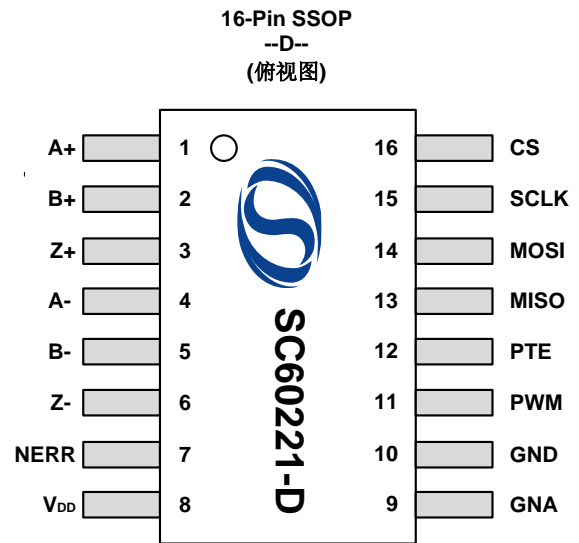 16-Pin SSOP
--D--
(俯视图)
A+ 1 16 CS
B+ 2 15 SCLK
Z+ 3 14 MOSI
A- 4 13 MISO
B- 5 12 PTE
Z- 6 11 PWM
NERR 7 10 GND
VDD 8 9 GNA
SC60221-D